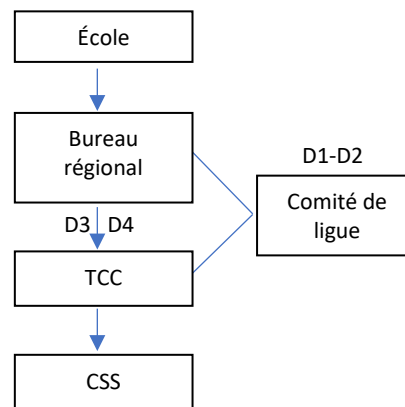 École
Bureau
régional
D1-D2
Comité de
ligue
D3 D4
TCC
CSS